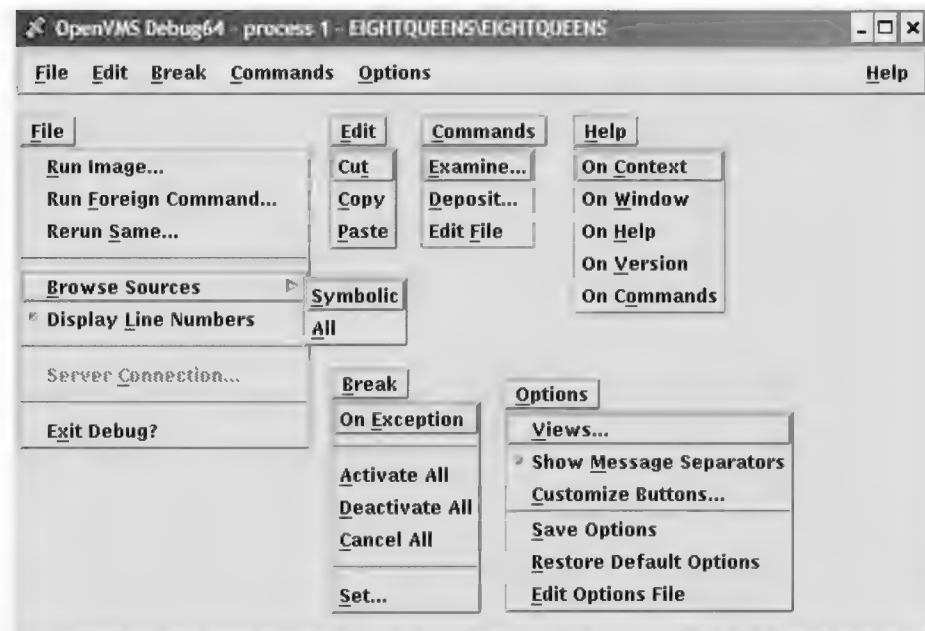 OpenVMS Debug64 - process 1 - EIGHTQUEENS\EIGHTQUEENS
File Edit Break Commands Options Help
File
Run Image...
Run Foreign Command...
Rerun Same...
Browse Sources
Display Line Numbers
Server Connection...
Exit Debug?
Symbolic
All
Edit
Cut
Copy
Paste
Commands
Examine...
Deposit...
Edit File
Help
On Context
On Window
On Help
On Version
On Commands
Break
On Exception
Activate All
Deactivate All
Cancel All
Set...
Options
Views...
Show Message Separators
Customize Buttons...
Save Options
Restore Default Options
Edit Options File